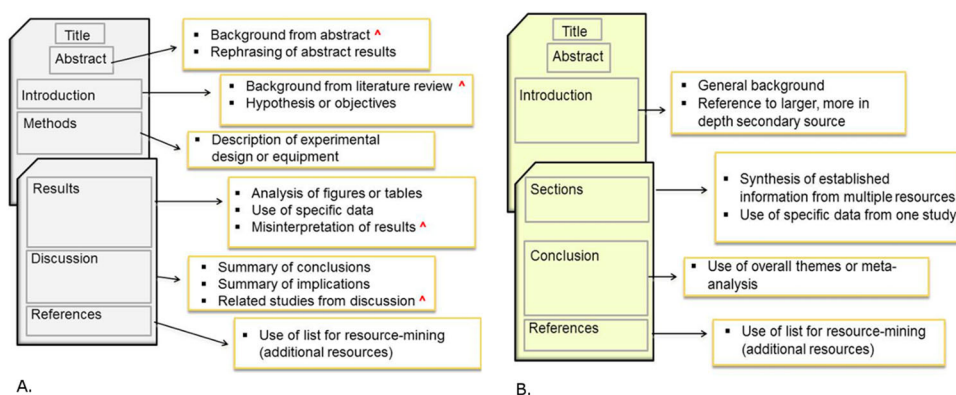 Title
Abstract
▪ Background from abstract ^
▪ Rephrasing of abstract results
Introduction
▪ Background from literature review ^
▪ Hypothesis or objectives
Methods
▪ Description of experimental
design or equipment
Results
▪ Analysis of figures or tables
▪ Use of specific data
▪ Misinterpretation of results ^
Discussion
▪ Summary of conclusions
▪ Summary of implications
▪ Related studies from discussion ^
References
▪ Use of list for resource-mining
(additional resources)
A.
Title
Abstract
Introduction
▪ General background
▪ Reference to larger, more in
depth secondary source
Sections
▪ Synthesis of established
information from multiple resources
▪ Use of specific data from one study
Conclusion
▪ Use of overall themes or meta-
analysis
References
▪ Use of list for resource-mining
(additional resources)
B.